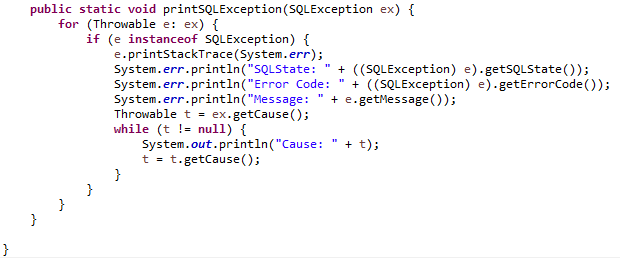 public static void printSQLException(SQLException ex) {
for (Throwable e: ex) {
if (e instanceof SQLException) {
e.printStackTrace(System.err);
System.err.println("SQLState: " + ((SQLException) e).getSQLState());
System.err.println("Error Code: " + ((SQLException) e).getErrorCode());
System.err.println("Message: " + e.getMessage());
Throwable t = ex.getCause();
while (t != null) {
System.out.println("Cause: " + t);
t = t.getCause();
}
}
}
}
}